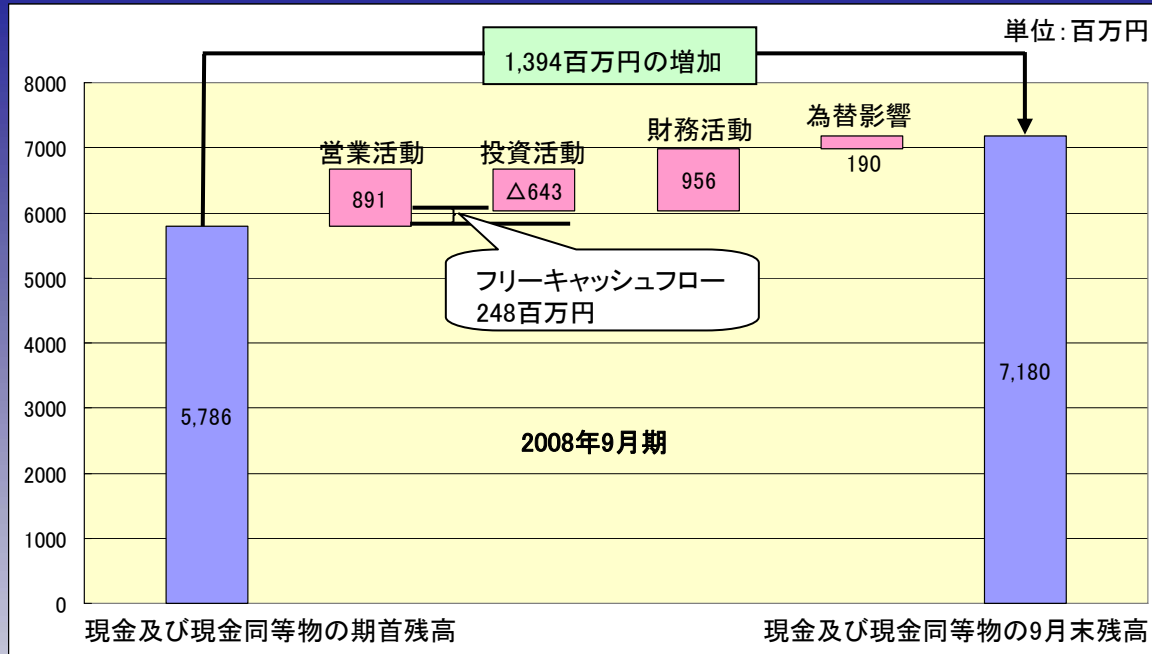 単位:百万円
1,394百万円の増加
8000
7000
6000
5000
4000
3000
2000
1000
0
営業活動
投資活動
財務活動
為替影響
891
△643
956
190
フリーキャッシュフロー
248百万円
5,786
7,180
2008年9月期
現金及び現金同等物の期首残高
現金及び現金同等物の9月末残高